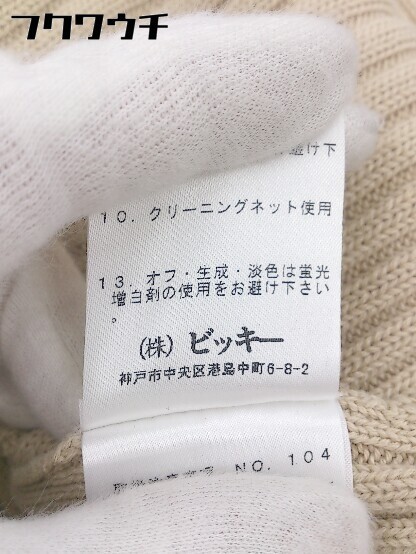 フクワウチ
避け下
10．クリーニングネット使用
13．オフ・生成・淡色は蛍光
増白剤の使用をお避け下さい
。
(株) ビッキー
神戸市中央区港島中町6-8-2
NO. 104